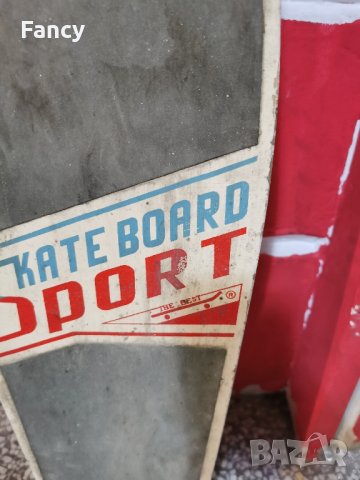 Fancy
KATE BOARD
PORT
THE BEST
®
BAZAR